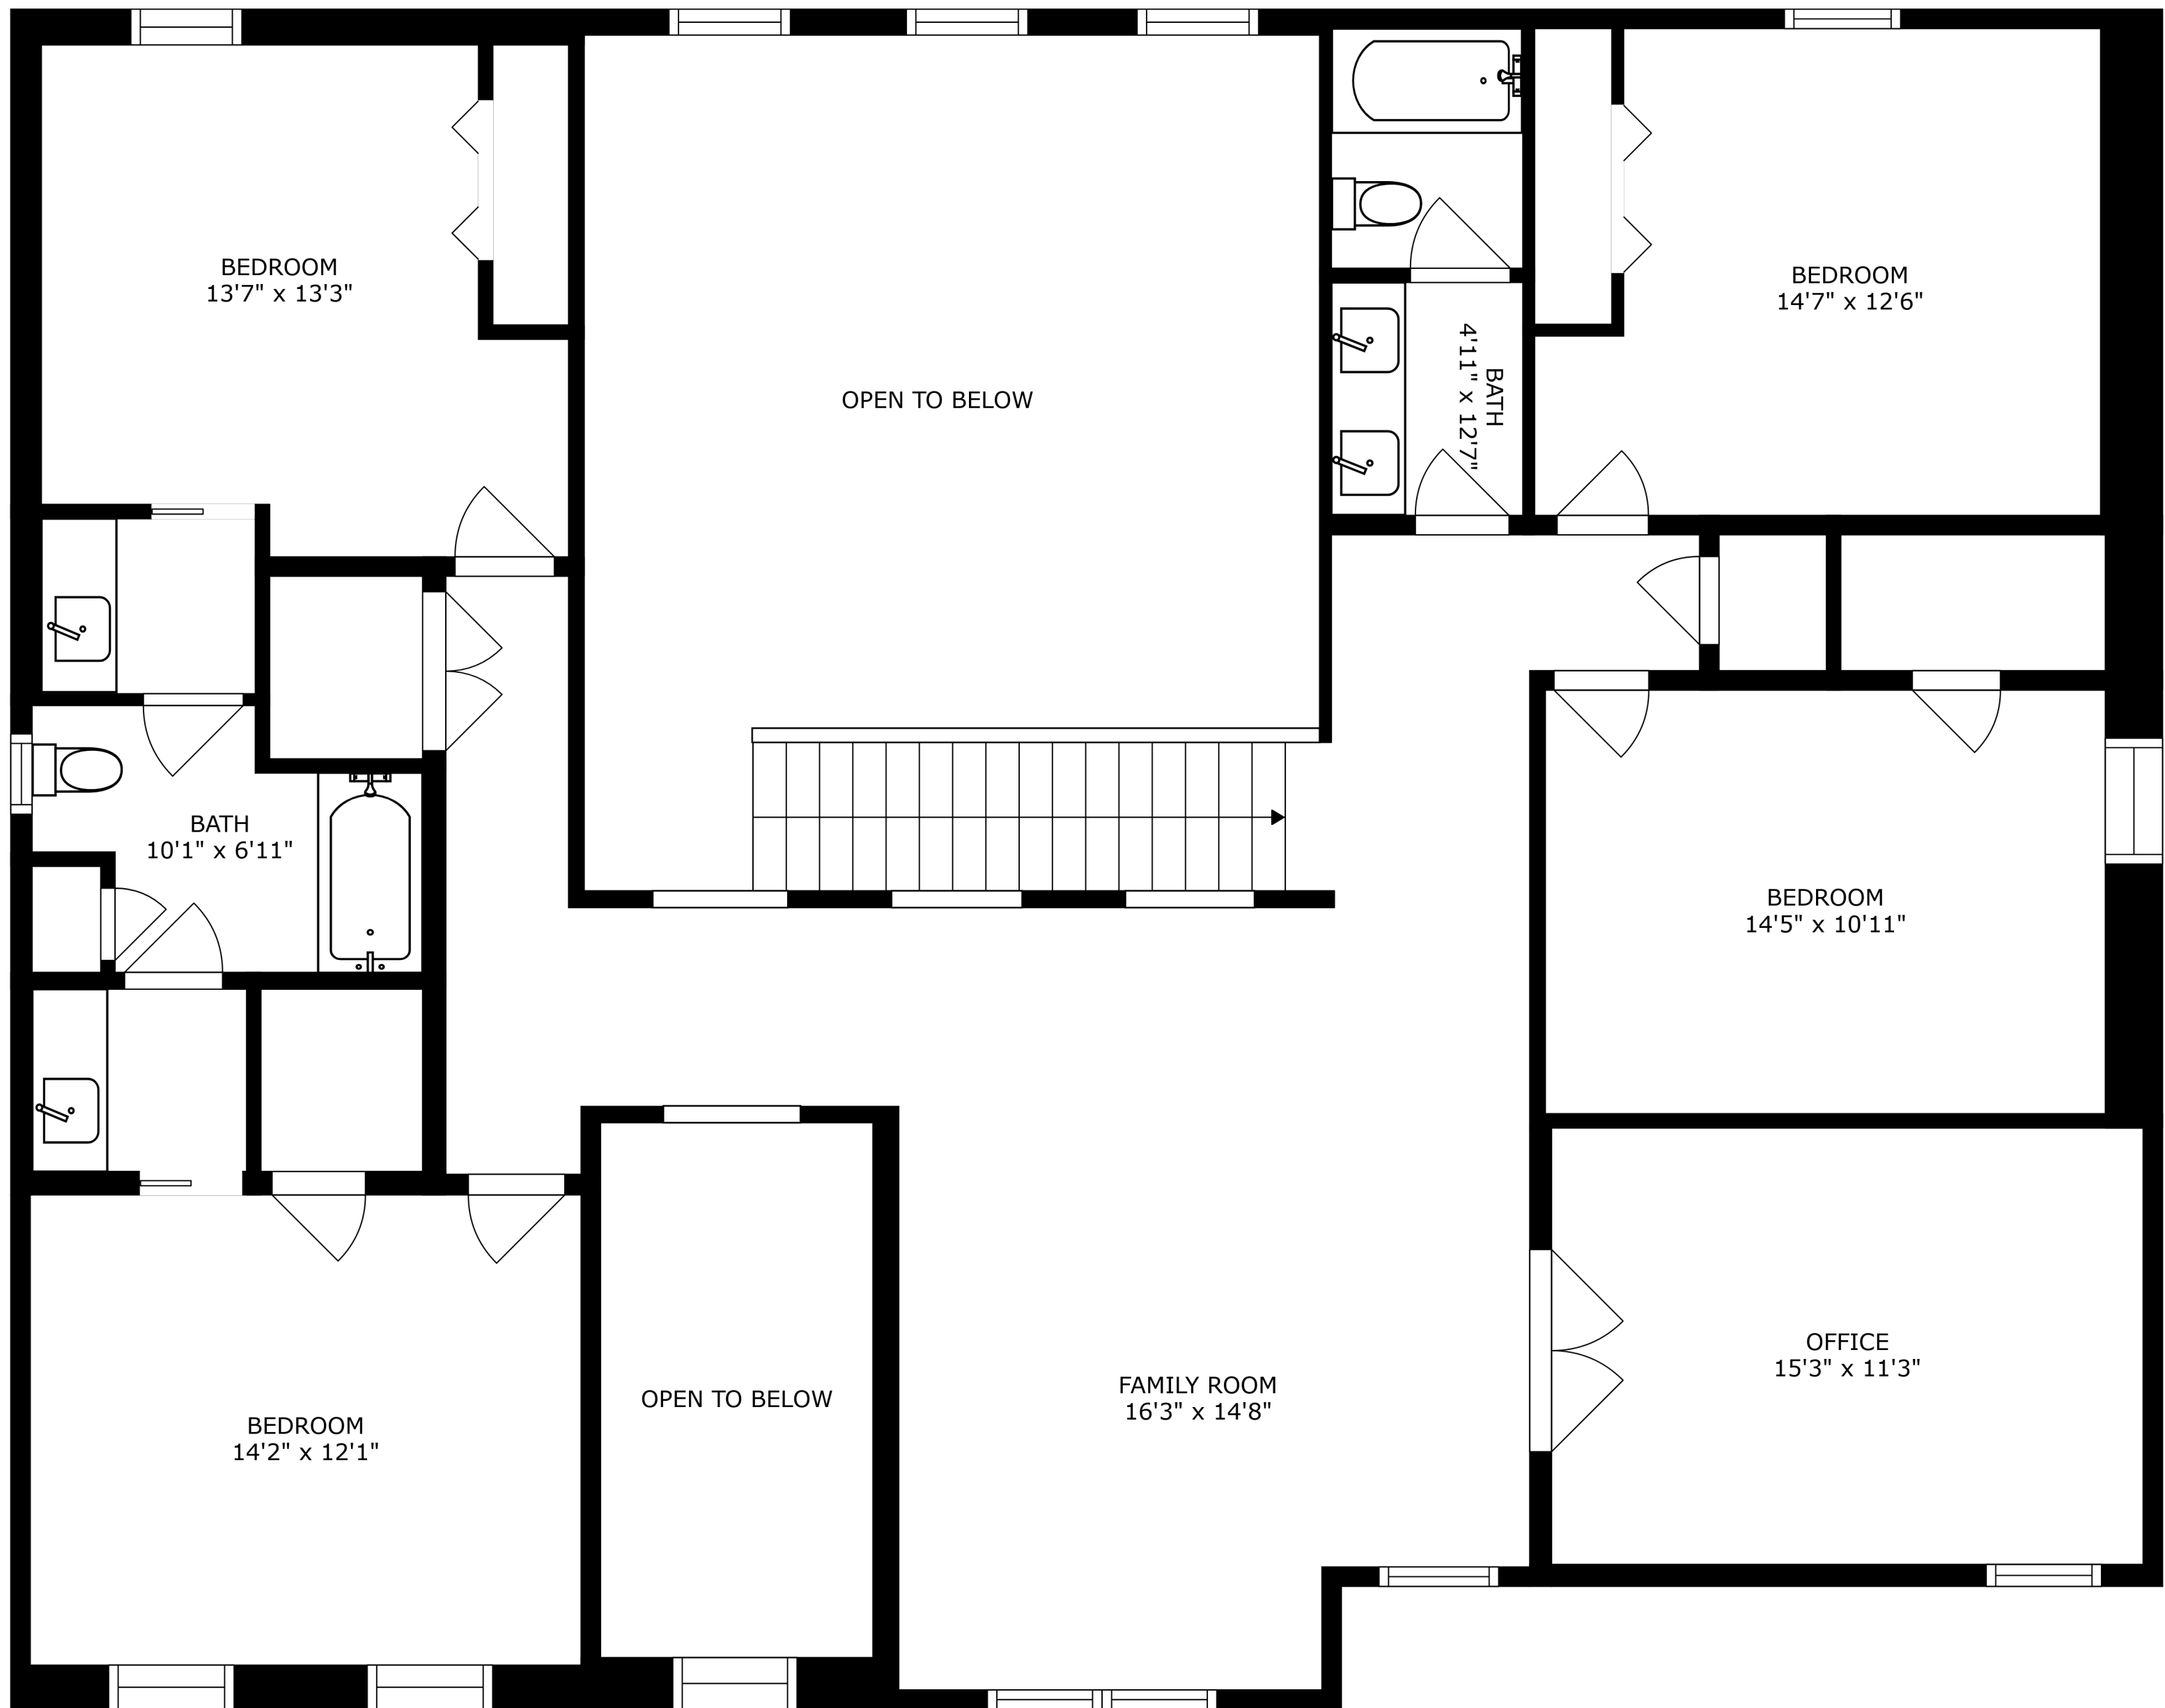 BEDROOM
13'7" x 13'3"
OPEN TO BELOW
BATH
4'11" x 12'7"
BEDROOM
14'7" x 12'6"
BATH
10'1" x 6'11"
BEDROOM
14'5" x 10'11"
BEDROOM
14'2" x 12'1"
OPEN TO BELOW
FAMILY ROOM
16'3" x 14'8"
OFFICE
15'3" x 11'3"